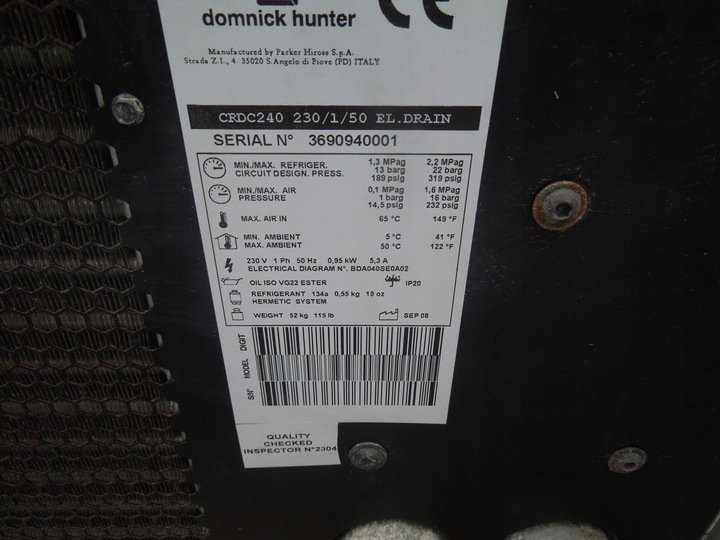 domnick hunter
CE
Manufactured by Parker Hiross S.p.A.
Strada Z.I., 4 35020 S.Angelo di Piove (PD) ITALY
CRDC240 230/1/50 EL.DRAIN
SERIAL N° 3690940001
MIN./MAX. REFRIGER. 1,3 MPag 2,2 MPag
CIRCUIT DESIGN. PRESS. 13 barg 22 barg
189 psig 319 psig
MIN./MAX. AIR 0,1 MPag 1,6 MPag
PRESSURE 1 barg 16 barg
14,5 psig 232 psig
MAX. AIR IN 65 °C 149 °F
MIN. AMBIENT 5 °C 41 °F
MAX. AMBIENT 50 °C 122 °F
230 V 1 Ph 50 Hz 0,95 kW 5,3 A
ELECTRICAL DIAGRAM N°. BDA040SE0A02
OIL ISO VG22 ESTER IP20
REFRIGERANT 134a 0,55 kg 19 oz
HERMETIC SYSTEM
WEIGHT 52 kg 115 lb SEP 08
S/N° MODEL DIGIT
QUALITY
CHECKED
INSPECTOR N°2304